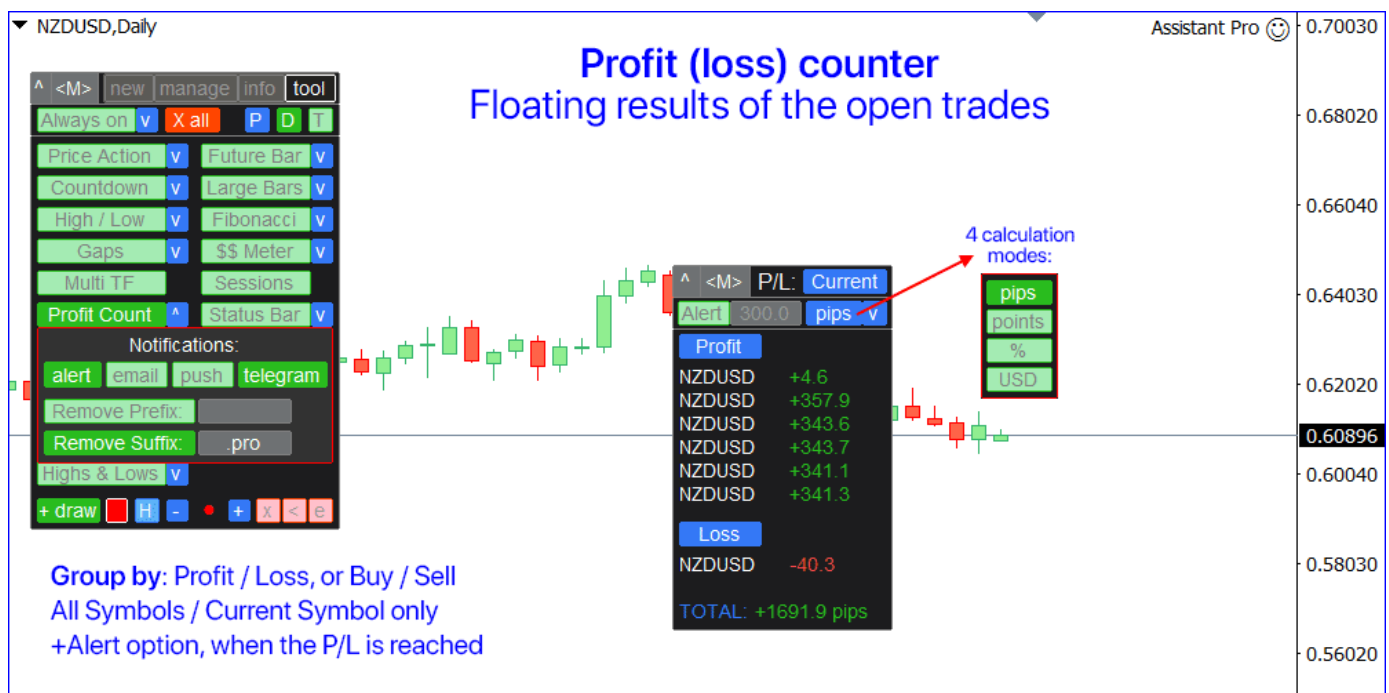 NZDUSD,Daily
Assistant Pro
0.70030
Profit (loss) counter
Floating results of the open trades
^ <M> new manage info tool
Always on v X all P D T
Price Action v Future Bar v
Countdown v Large Bars v
High / Low v Fibonacci v
Gaps v $$ Meter v
Multi TF Sessions
Profit Count ^ Status Bar v
Notifications:
alert email push telegram
Remove Prefix:
Remove Suffix: .pro
Highs & Lows v
+ draw H - + x < e
^ <M> P/L: Current
Alert 300.0 pips v
Profit
NZDUSD +4.6
NZDUSD +357.9
NZDUSD +343.6
NZDUSD +343.7
NZDUSD +341.1
NZDUSD +341.3
Loss
NZDUSD -40.3
TOTAL: +1691.9 pips
4 calculation
modes:
pips
points
%
USD
0.68020
0.66040
0.64030
0.62020
0.60896
0.60040
0.58030
0.56020
Group by: Profit / Loss, or Buy / Sell
All Symbols / Current Symbol only
+Alert option, when the P/L is reached